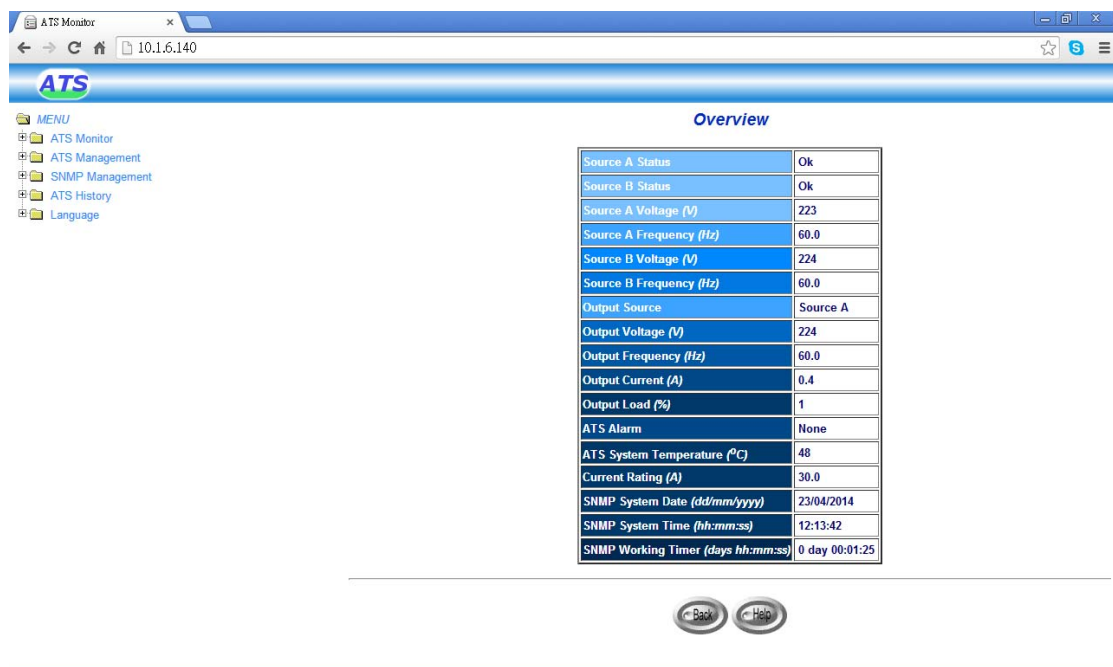 ATS Monitor
10.1.6.140
ATS
MENU
ATS Monitor
ATS Management
SNMP Management
ATS History
Language
Overview
Source A Status Ok
Source B Status Ok
Source A Voltage (V) 223
Source A Frequency (Hz) 60.0
Source B Voltage (V) 224
Source B Frequency (Hz) 60.0
Output Source Source A
Output Voltage (V) 224
Output Frequency (Hz) 60.0
Output Current (A) 0.4
Output Load (%) 1
ATS Alarm None
ATS System Temperature (⁰C) 48
Current Rating (A) 30.0
SNMP System Date (dd/mm/yyyy) 23/04/2014
SNMP System Time (hh:mm:ss) 12:13:42
SNMP Working Timer (days hh:mm:ss) 0 day 00:01:25
Back Help